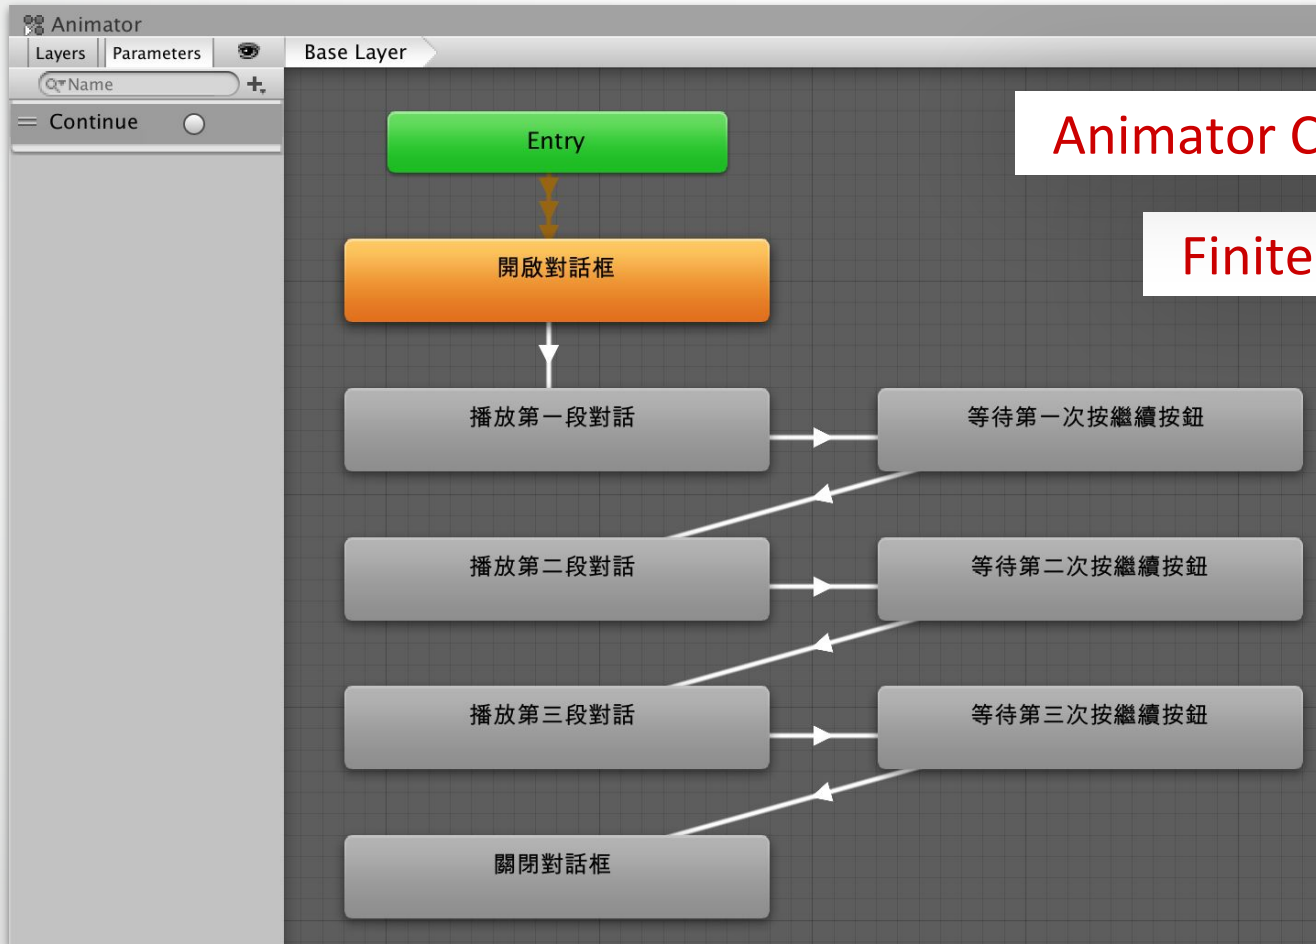 Animator
Layers Parameters
Base Layer
Name
Continue
Entry
Animator
Finite
開啟對話框
播放第一段對話 等待第一次按繼續按鈕
播放第二段對話 等待第二次按繼續按鈕
播放第三段對話 等待第三次按繼續按鈕
關閉對話框